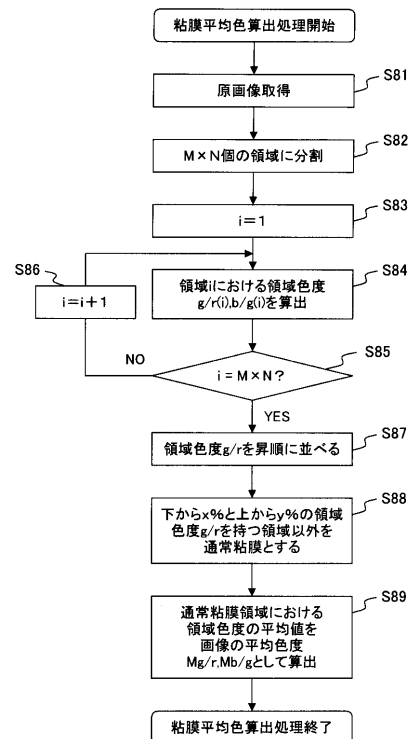 粘膜平均色算出処理開始
S81
原画像取得
S82
M×N個の領域に分割
S83
i=1
S86
i=i+1
S84
領域iにおける領域色度
g/r(i),b/g(i)を算出
S85
i=M×N?
NO
YES
S87
領域色度g/rを昇順に並べる
S88
下からx%と上からy%の領域
色度g/rを持つ領域以外を
通常粘膜とする
S89
通常粘膜領域における
領域色度の平均値を
画像の平均色度
Mg/r,Mb/gとして算出
粘膜平均色算出処理終了